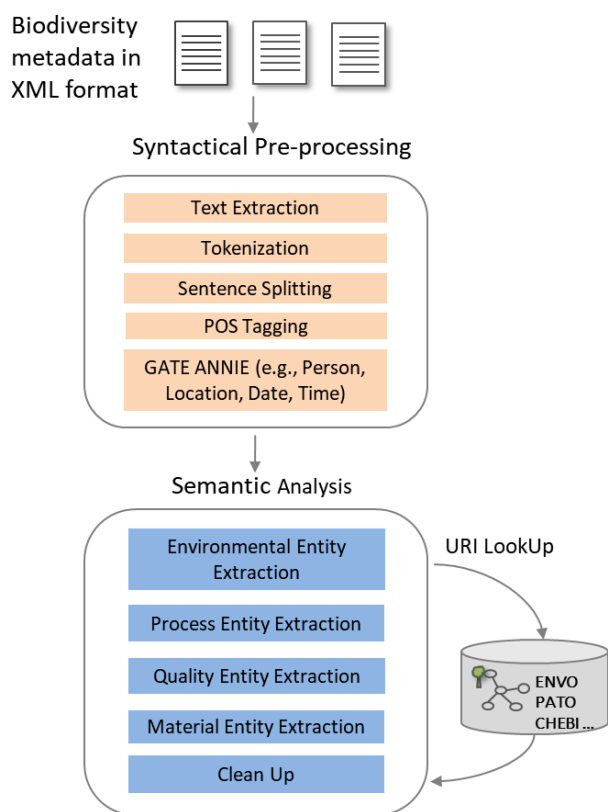 Biodiversity
metadata in
XML format
Syntactical Pre-processing
Text Extraction
Tokenization
Sentence Splitting
POS Tagging
GATE ANNIE (e.g., Person,
Location, Date, Time)
Semantic Analysis
Environmental Entity
Extraction
URI LookUp
Process Entity Extraction
Quality Entity Extraction
Material Entity Extraction
Clean Up
ENVO
PATO
CHEBI ...